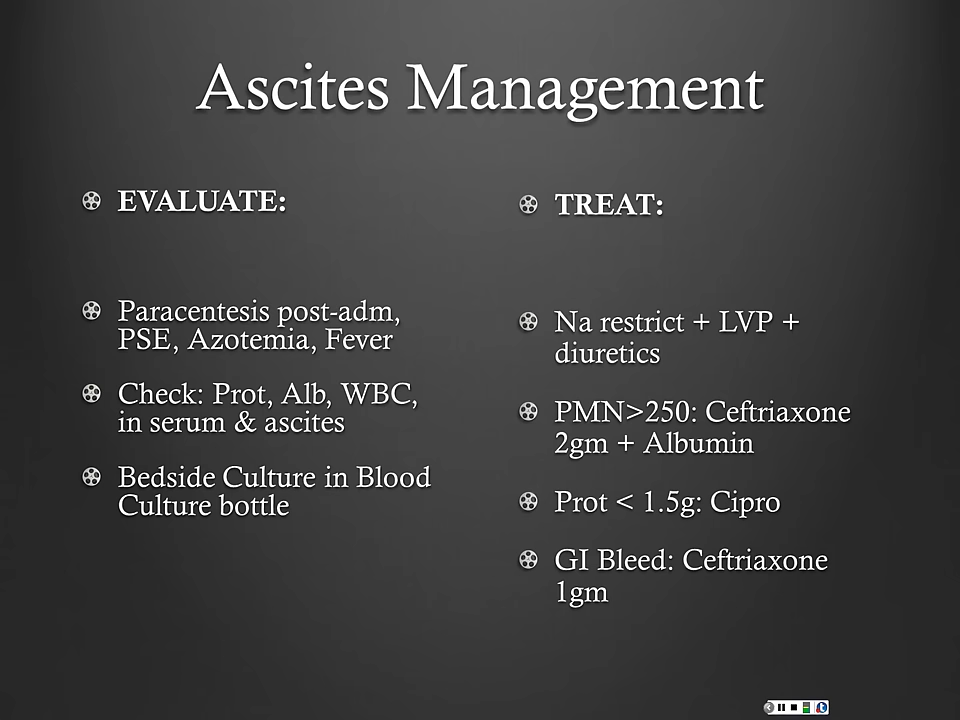 Ascites Management
EVALUATE:
Paracentesis post-adm,
PSE, Azotemia, Fever
Check: Prot, Alb, WBC,
in serum & ascites
Bedside Culture in Blood
Culture bottle
TREAT:
Na restrict + LVP +
diuretics
PMN>250: Ceftriaxone
2gm + Albumin
Prot < 1.5g: Cipro
GI Bleed: Ceftriaxone
1gm